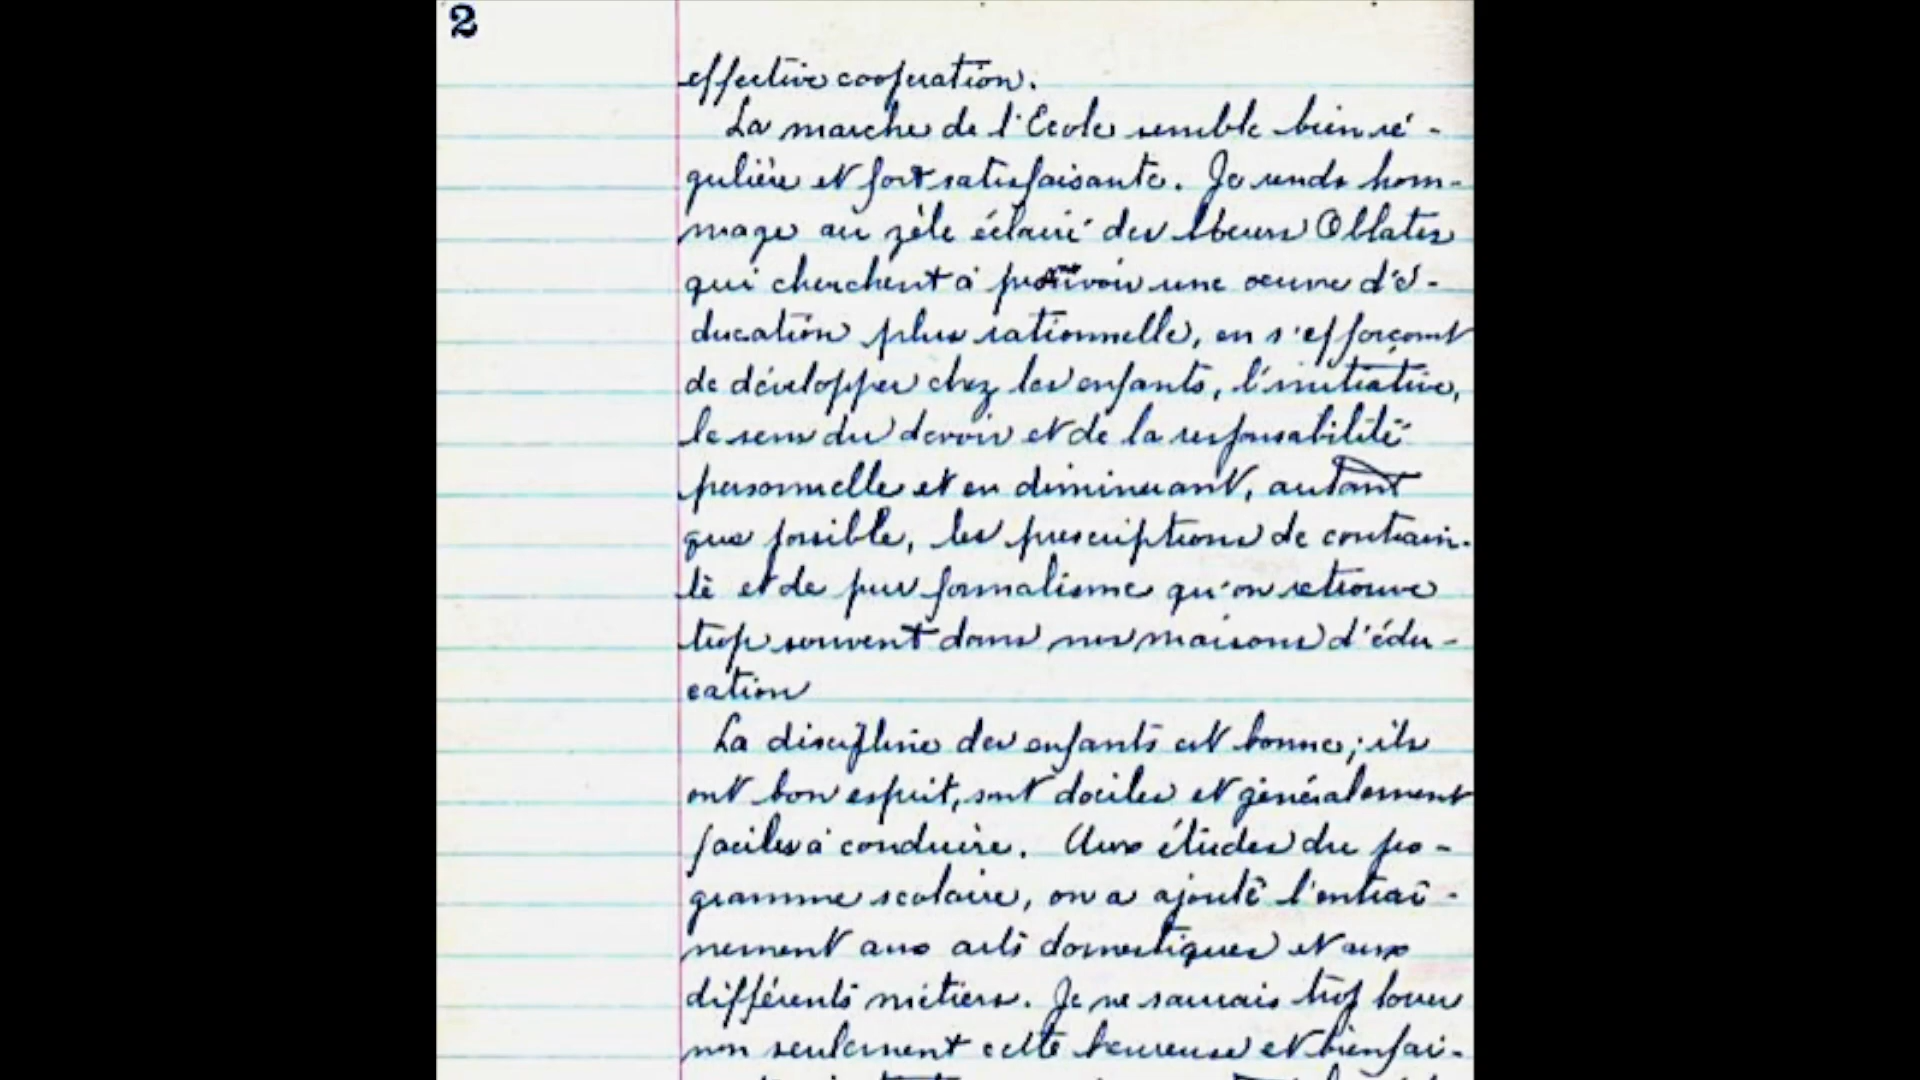 2
effective cooperation.
La marche de l'Ecole semble bien ré-
gulière et fort satisfaisante. Je rends hom-
mage au zèle éclairé des Soeurs Oblates
qui cherchent à une oeuvre d'é-
ducation plus rationnelle, en s'efforçant
de développer chez les enfants, l'initiative,
le sens du devoir et de la responsabilité
personnelle et en diminuant, autant
que possible, les prescriptions de contrain-
te et de pur formalisme qu'on retrouve
trop souvent dans nos maisons d'édu-
cation
La discipline des enfants est bonne; ils
ont bon esprit, sont dociles et généralement
faciles à conduire. Aux études du pro-
gramme scolaire, on a ajouté l'entraî-
nement aux arts domestiques et aux
différents métiers. Je ne saurais trop louer
non seulement cette heureuse et bienfai-